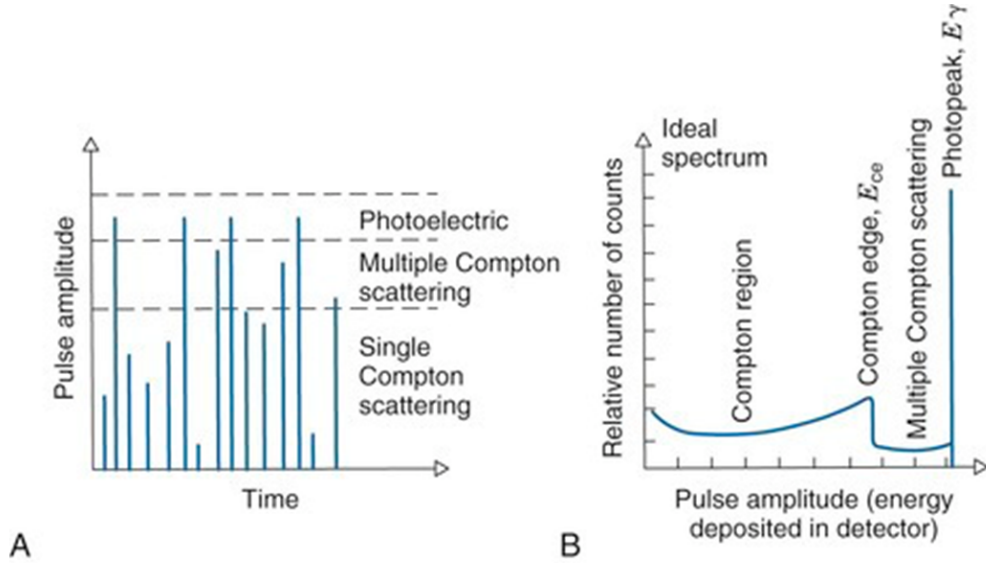 Pulse amplitude
Photoelectric
Multiple Compton
scattering
Single
Compton
scattering
Time
A
Ideal
spectrum
Relative number of counts
Compton region
Compton edge, Ece
Multiple Compton scattering
Photopeak, Eγ
Pulse amplitude (energy
deposited in detector)
B